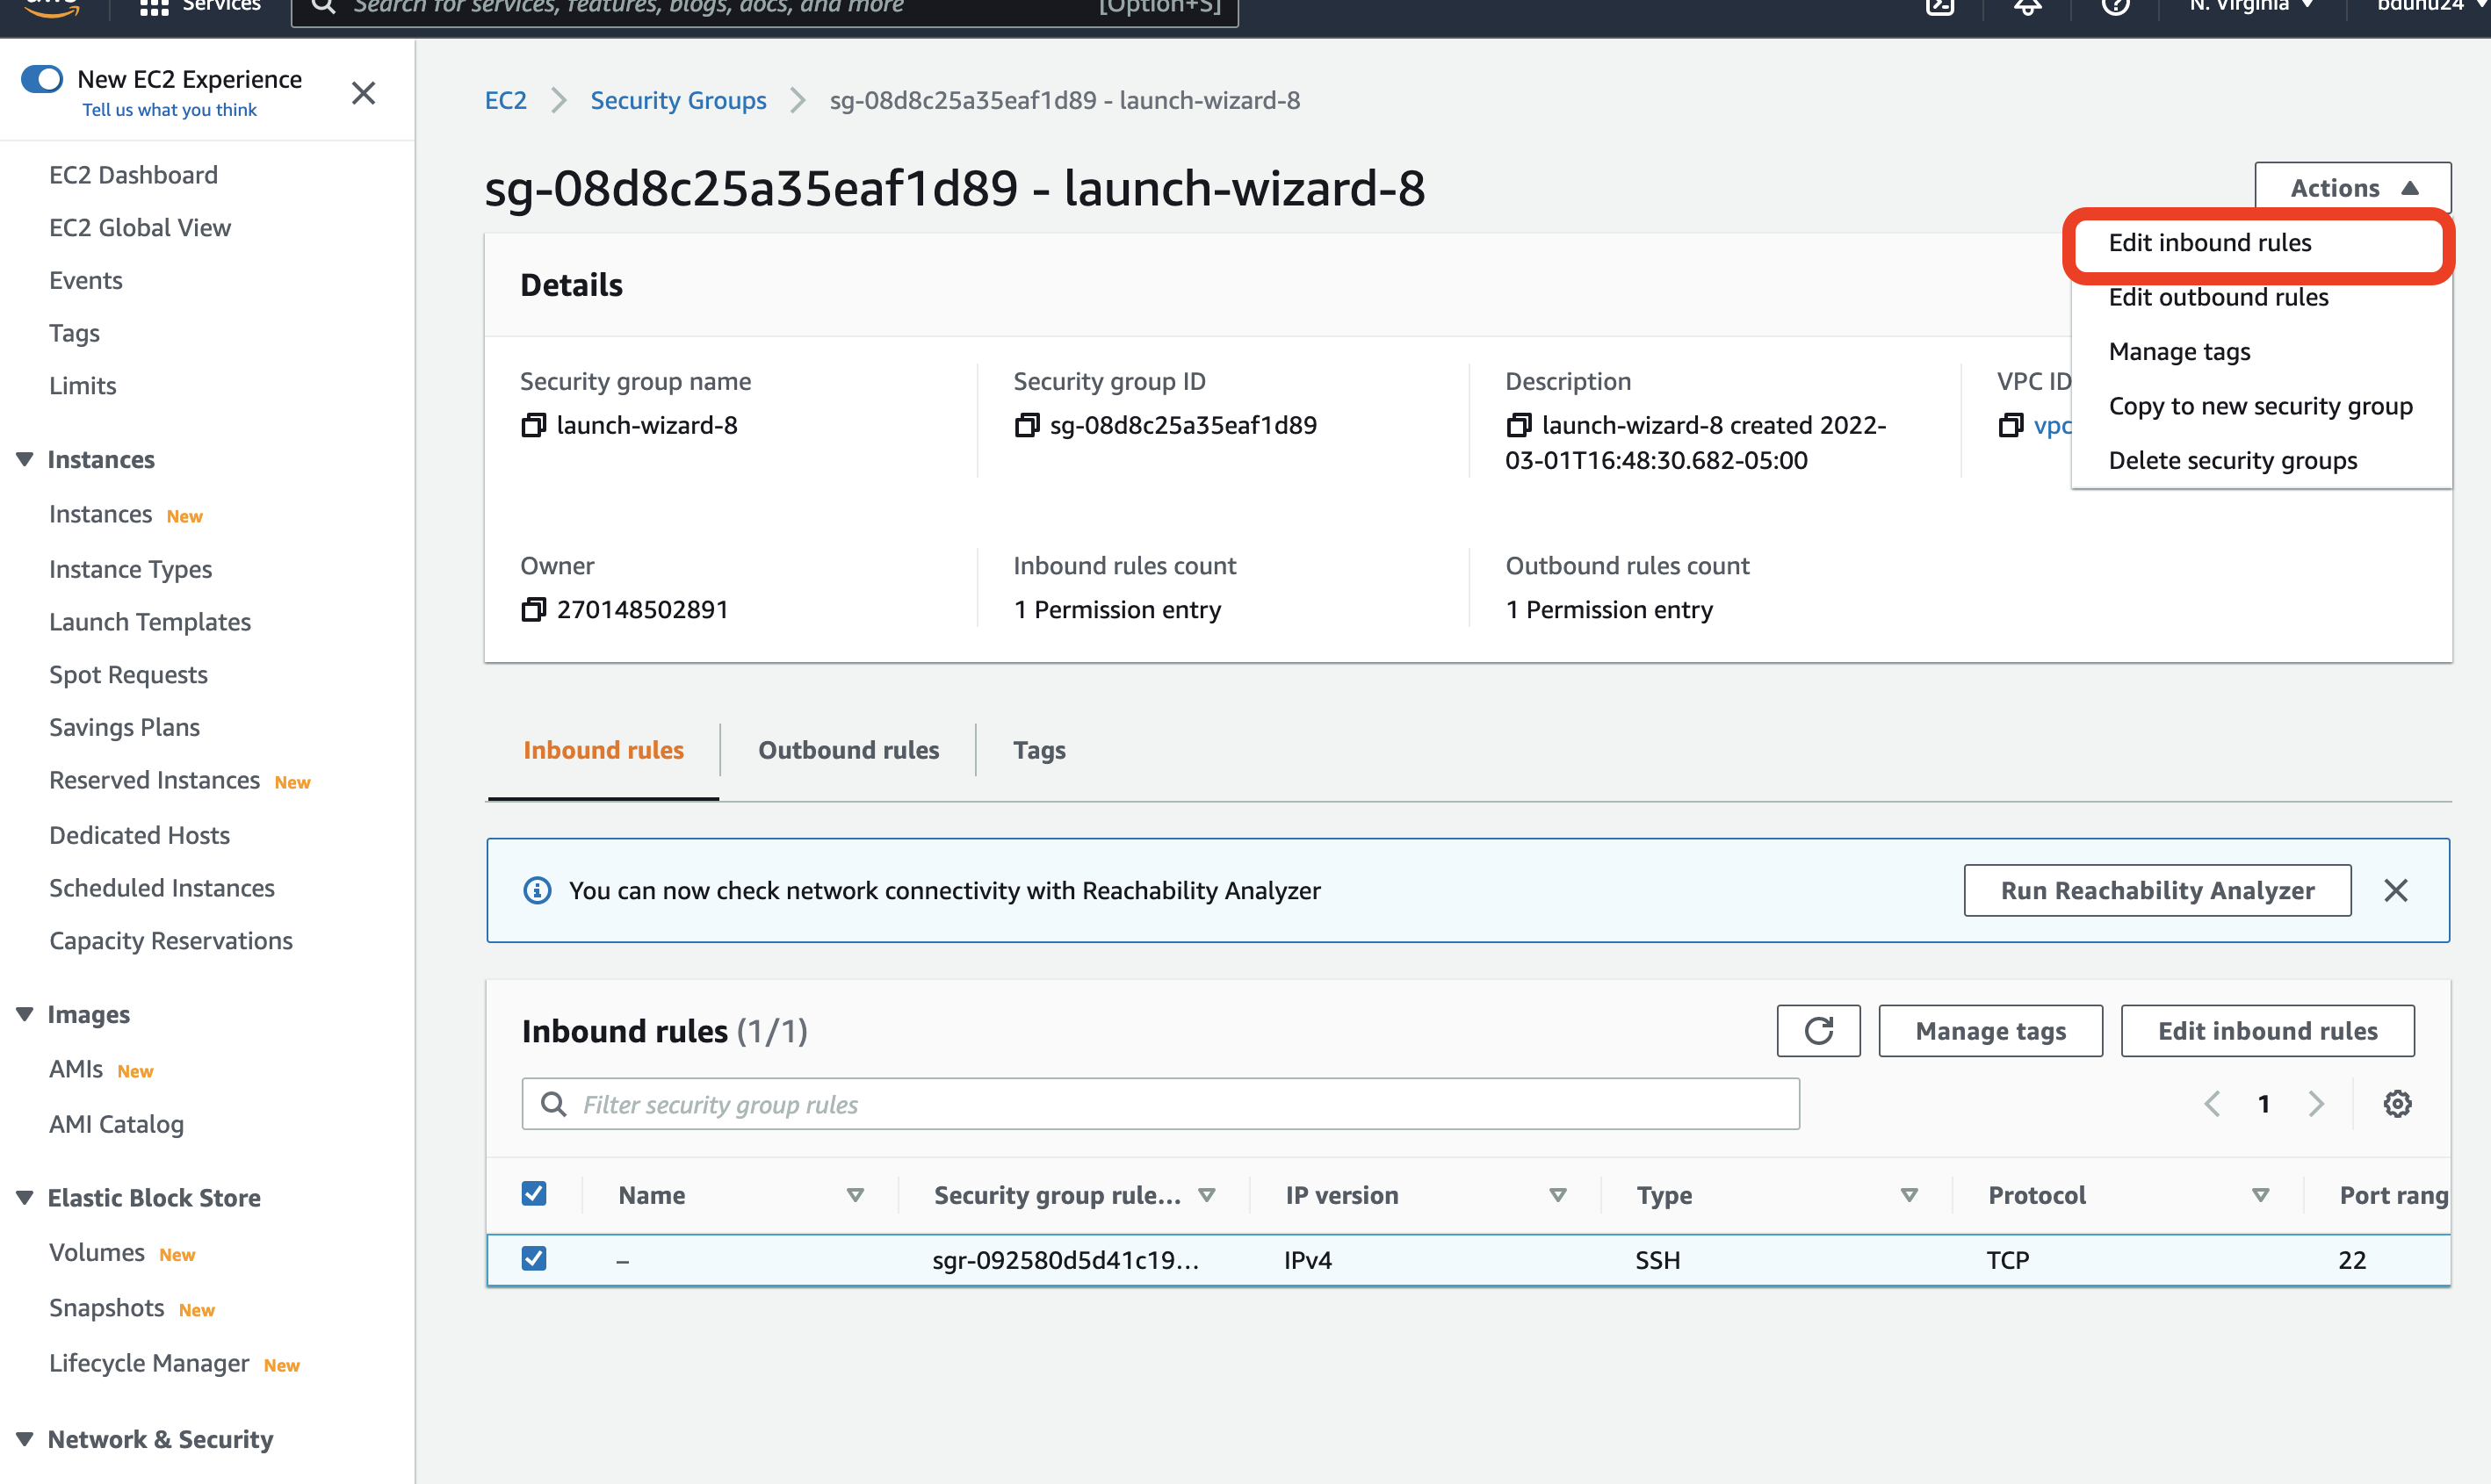 aws
Services
Search for services, features, blogs, docs, and more
[Option+S]
N. Virginia
bdunu24
New EC2 Experience
Tell us what you think
EC2 Dashboard
EC2 Global View
Events
Tags
Limits
Instances
Instances New
Instance Types
Launch Templates
Spot Requests
Savings Plans
Reserved Instances New
Dedicated Hosts
Scheduled Instances
Capacity Reservations
Images
AMIs New
AMI Catalog
Elastic Block Store
Volumes New
Snapshots New
Lifecycle Manager New
Network & Security
EC2 Security Groups sg-08d8c25a35eaf1d89 - launch-wizard-8
sg-08d8c25a35eaf1d89 - launch-wizard-8
Actions
Edit inbound rules
Edit outbound rules
Manage tags
Copy to new security group
Delete security groups
Details
Security group name
launch-wizard-8
Security group ID
sg-08d8c25a35eaf1d89
Description
launch-wizard-8 created 2022-
03-01T16:48:30.682-05:00
VPC ID
vpc
Owner
270148502891
Inbound rules count
1 Permission entry
Outbound rules count
1 Permission entry
Inbound rules
Outbound rules
Tags
You can now check network connectivity with Reachability Analyzer
Run Reachability Analyzer
Inbound rules (1/1)
Manage tags
Edit inbound rules
Filter security group rules
1
Name Security group rule... IP version Type Protocol Port rang
– sgr-092580d5d41c19... IPv4 SSH TCP 22